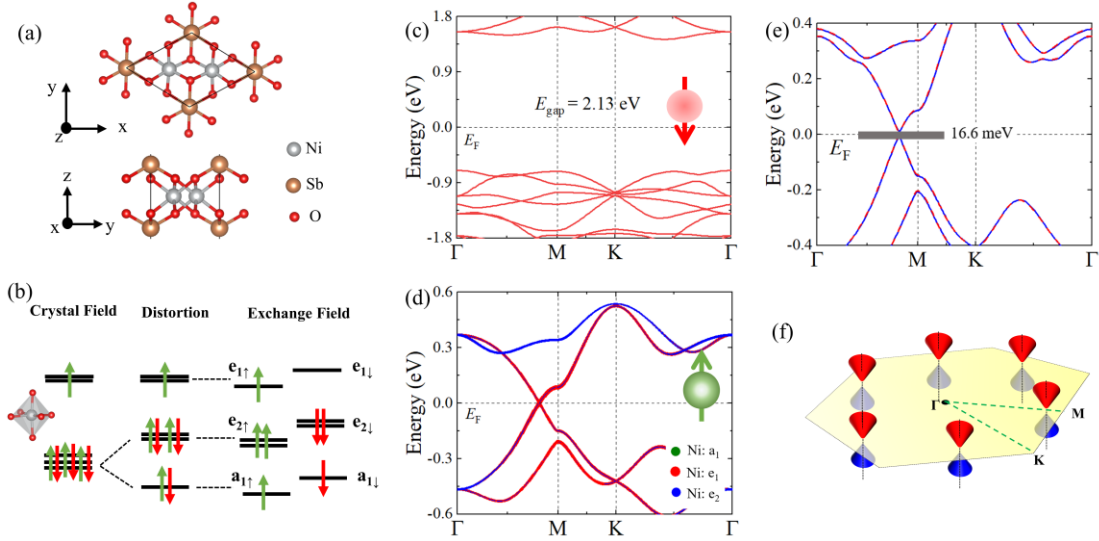 (a)
y
z
x
z
x
y
Ni
Sb
O
(b)
Crystal Field
Distortion
Exchange Field
e1↑
e1↓
e2↑
e2↓
a1↑
a1↓
(c)
Energy (eV)
1.8
0.9
0.0
-0.9
-1.8
Egap = 2.13 eV
EF
Γ M K Γ
(d)
Energy (eV)
0.6
0.3
0.0
-0.3
-0.6
EF
Ni: a1
Ni: e1
Ni: e2
Γ M K Γ
(e)
Energy (eV)
0.4
0.2
0.0
-0.2
-0.4
EF
16.6 meV
Γ M K Γ
(f)
Γ
M
K